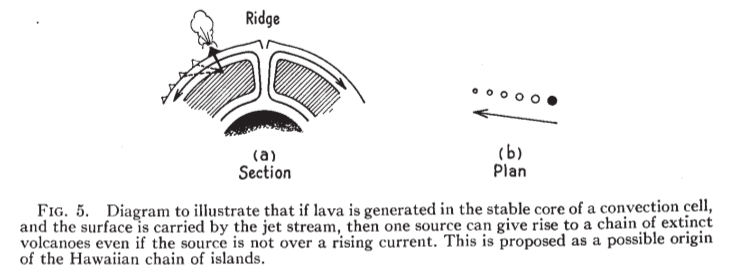 Ridge
(a)
Section
(b)
Plan
FIG. 5. Diagram to illustrate that if lava is generated in the stable core of a convection cell,
and the surface is carried by the jet stream, then one source can give rise to a chain of extinct
volcanoes even if the source is not over a rising current. This is proposed as a possible origin
of the Hawaiian chain of islands.